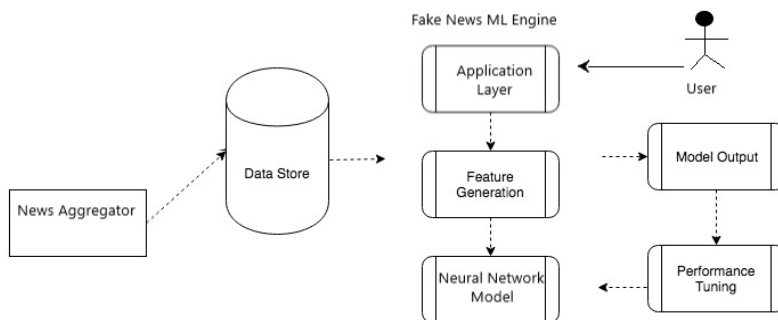 Fake News ML Engine
Application
Layer
User
Data Store
Feature
Generation
Model Output
News Aggregator
Neural Network
Model
Performance
Tuning